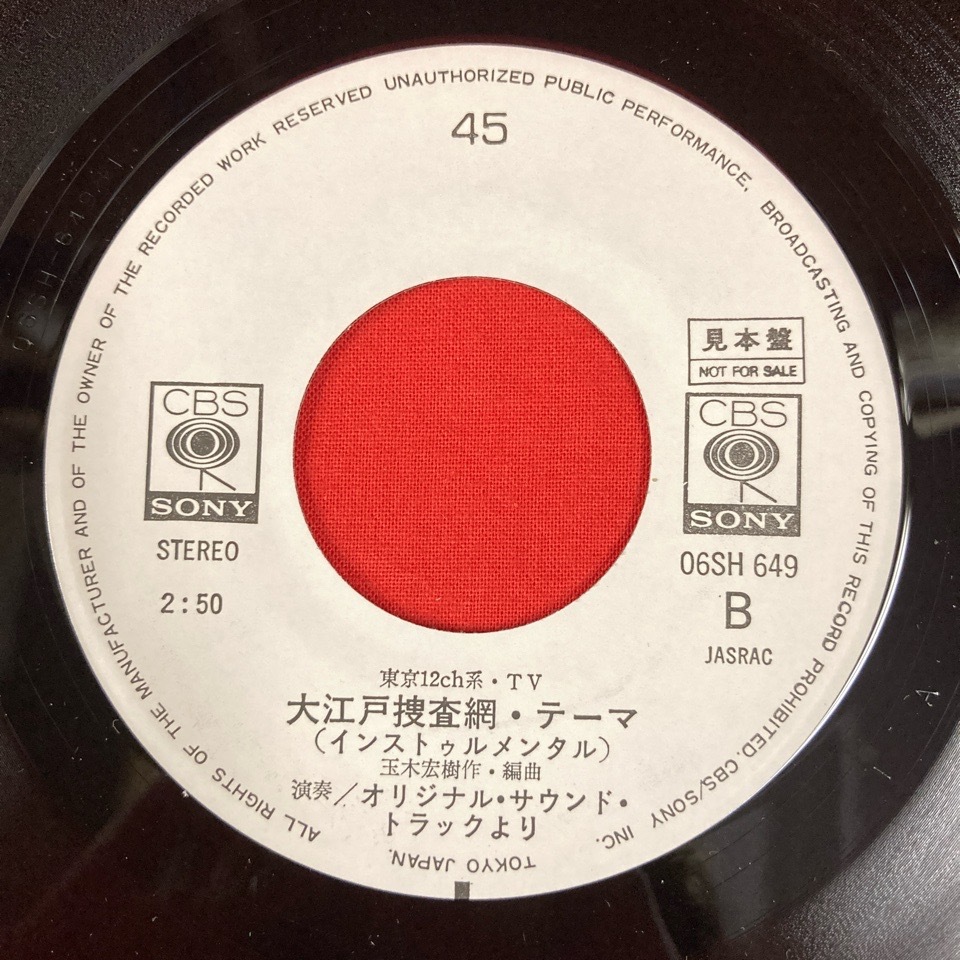 ALL RIGHTS OF THE MANUFACTURER AND OF THE OWNER OF THE RECORDED WORK RESERVED UNAUTHORIZED PUBLIC PERFORMANCE, BROADCASTING AND COPYING OF THIS RECORD PROHIBITED. CBS/SONY INC. TOKYO JAPAN.
45
見本盤
NOT FOR SALE
CBS
SONY
STEREO
2:50
CBS
SONY
06SH 649
B
JASRAC
東京12ch系・TV
大江戸捜査網・テーマ
(インストゥルメンタル)
玉木宏樹作・編曲
演奏/オリジナル・サウンド・
トラックより
A